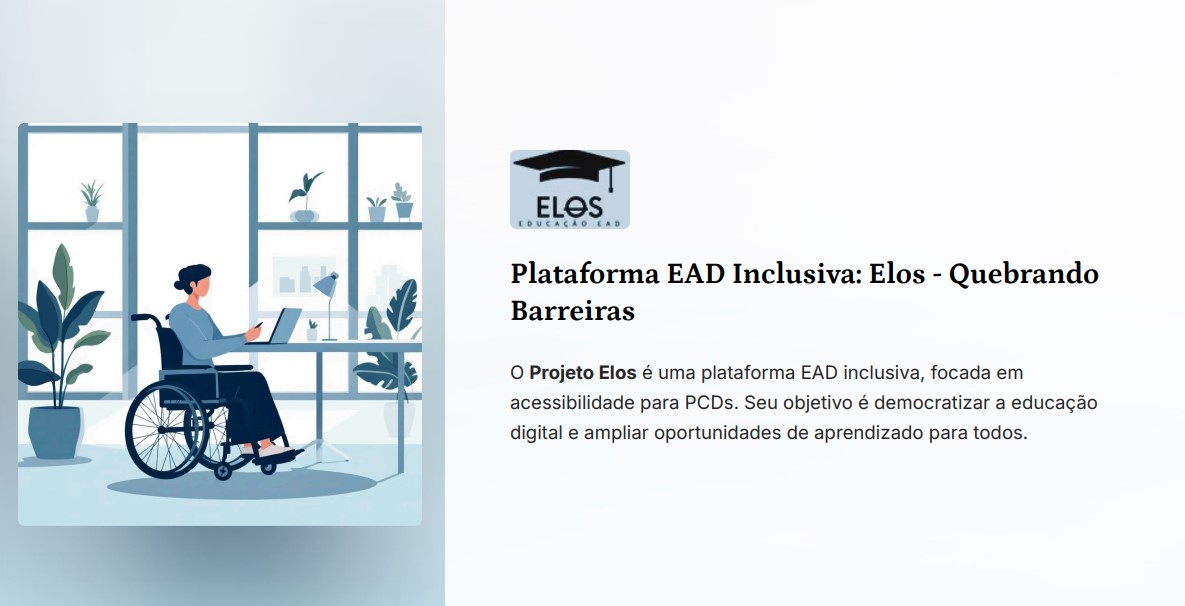 ELOS
EDUCAÇÃO EAD
Plataforma EAD Inclusiva: Elos - Quebrando
Barreiras
O Projeto Elos é uma plataforma EAD inclusiva, focada em
acessibilidade para PCDs. Seu objetivo é democratizar a educação
digital e ampliar oportunidades de aprendizado para todos.